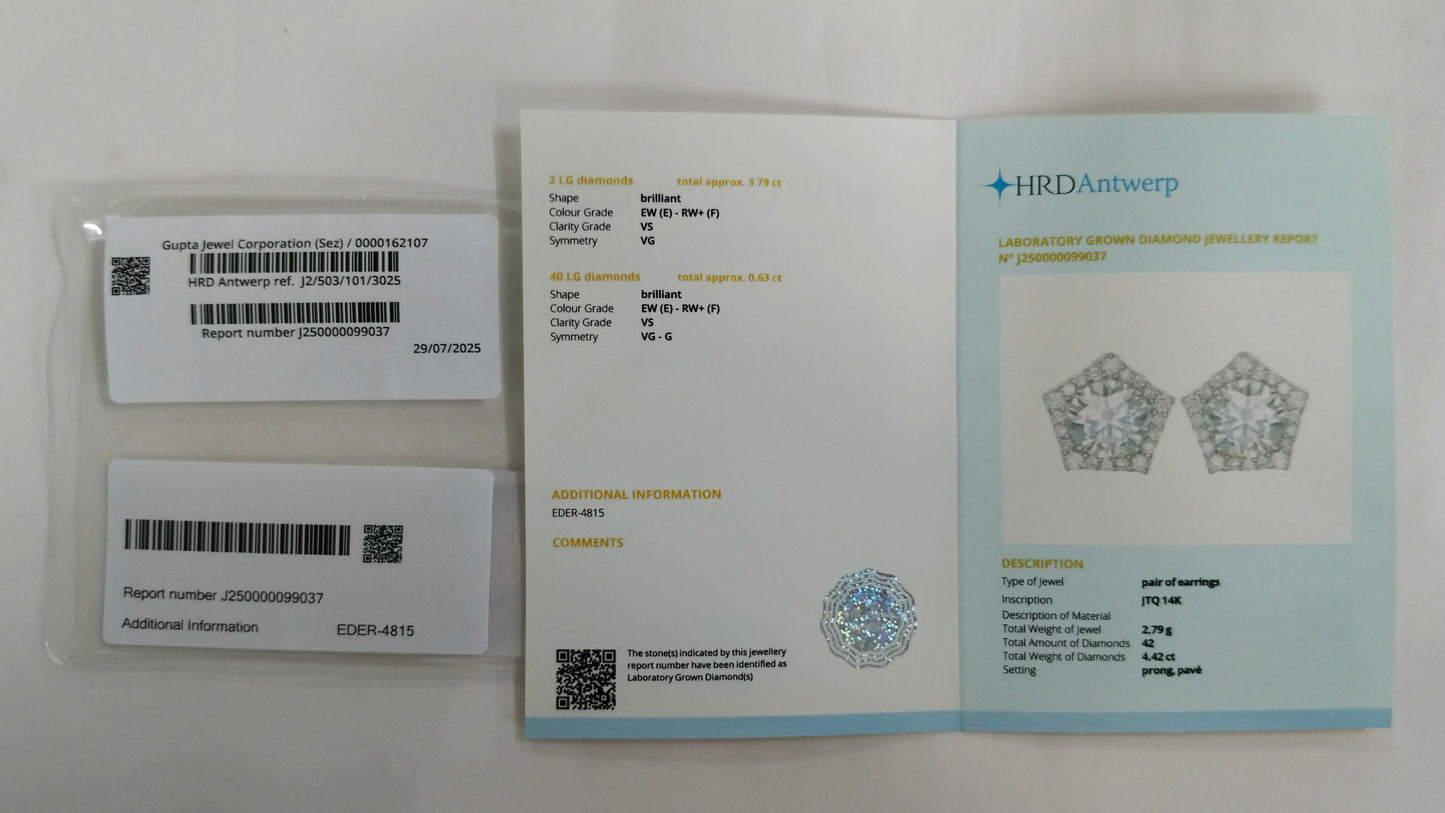 Gupta Jewel Corporation (Sez) / 0000162107
HRD Antwerp ref. J2/503/101/3025
Report number J250000099037
29/07/2025
Report number J250000099037
Additional Information EDER-4815
2 LG diamonds total approx. 3.79 ct
Shape brilliant
Colour Grade EW (E) - RW+ (F)
Clarity Grade VS
Symmetry VG
40 LG diamonds total approx. 0.63 ct
Shape brilliant
Colour Grade EW (E) - RW+ (F)
Clarity Grade VS
Symmetry VG - G
ADDITIONAL INFORMATION
EDER-4815
COMMENTS
The stone(s) indicated by this jewellery
report number have been identified as
Laboratory Grown Diamond(s)
HRD Antwerp
LABORATORY GROWN DIAMOND JEWELLERY REPORT
N° J250000099037
DESCRIPTION
Type of Jewel pair of earrings
Inscription JTQ 14K
Description of Material
Total Weight of Jewel 2.79 g
Total Amount of Diamonds 42
Total Weight of Diamonds 4.42 ct
Setting prong, pavé